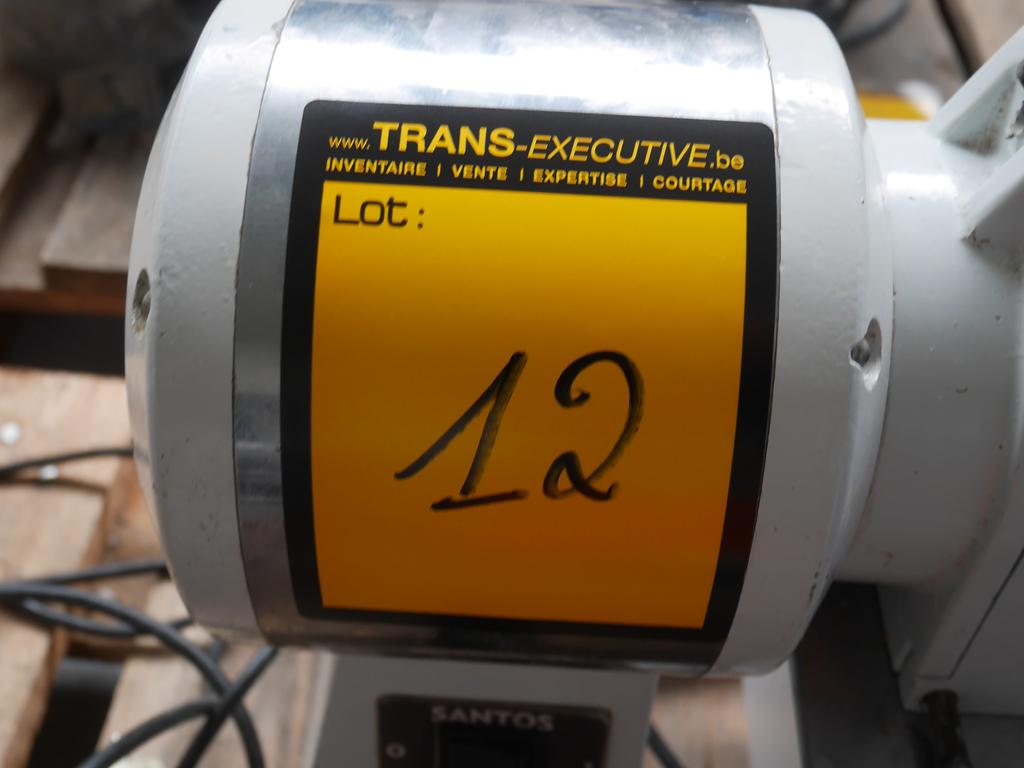 www.TRANS-EXECUTIVE.be
INVENTAIRE | VENTE | EXPERTISE | COURTAGE
Lot:
12
SANTOS
O